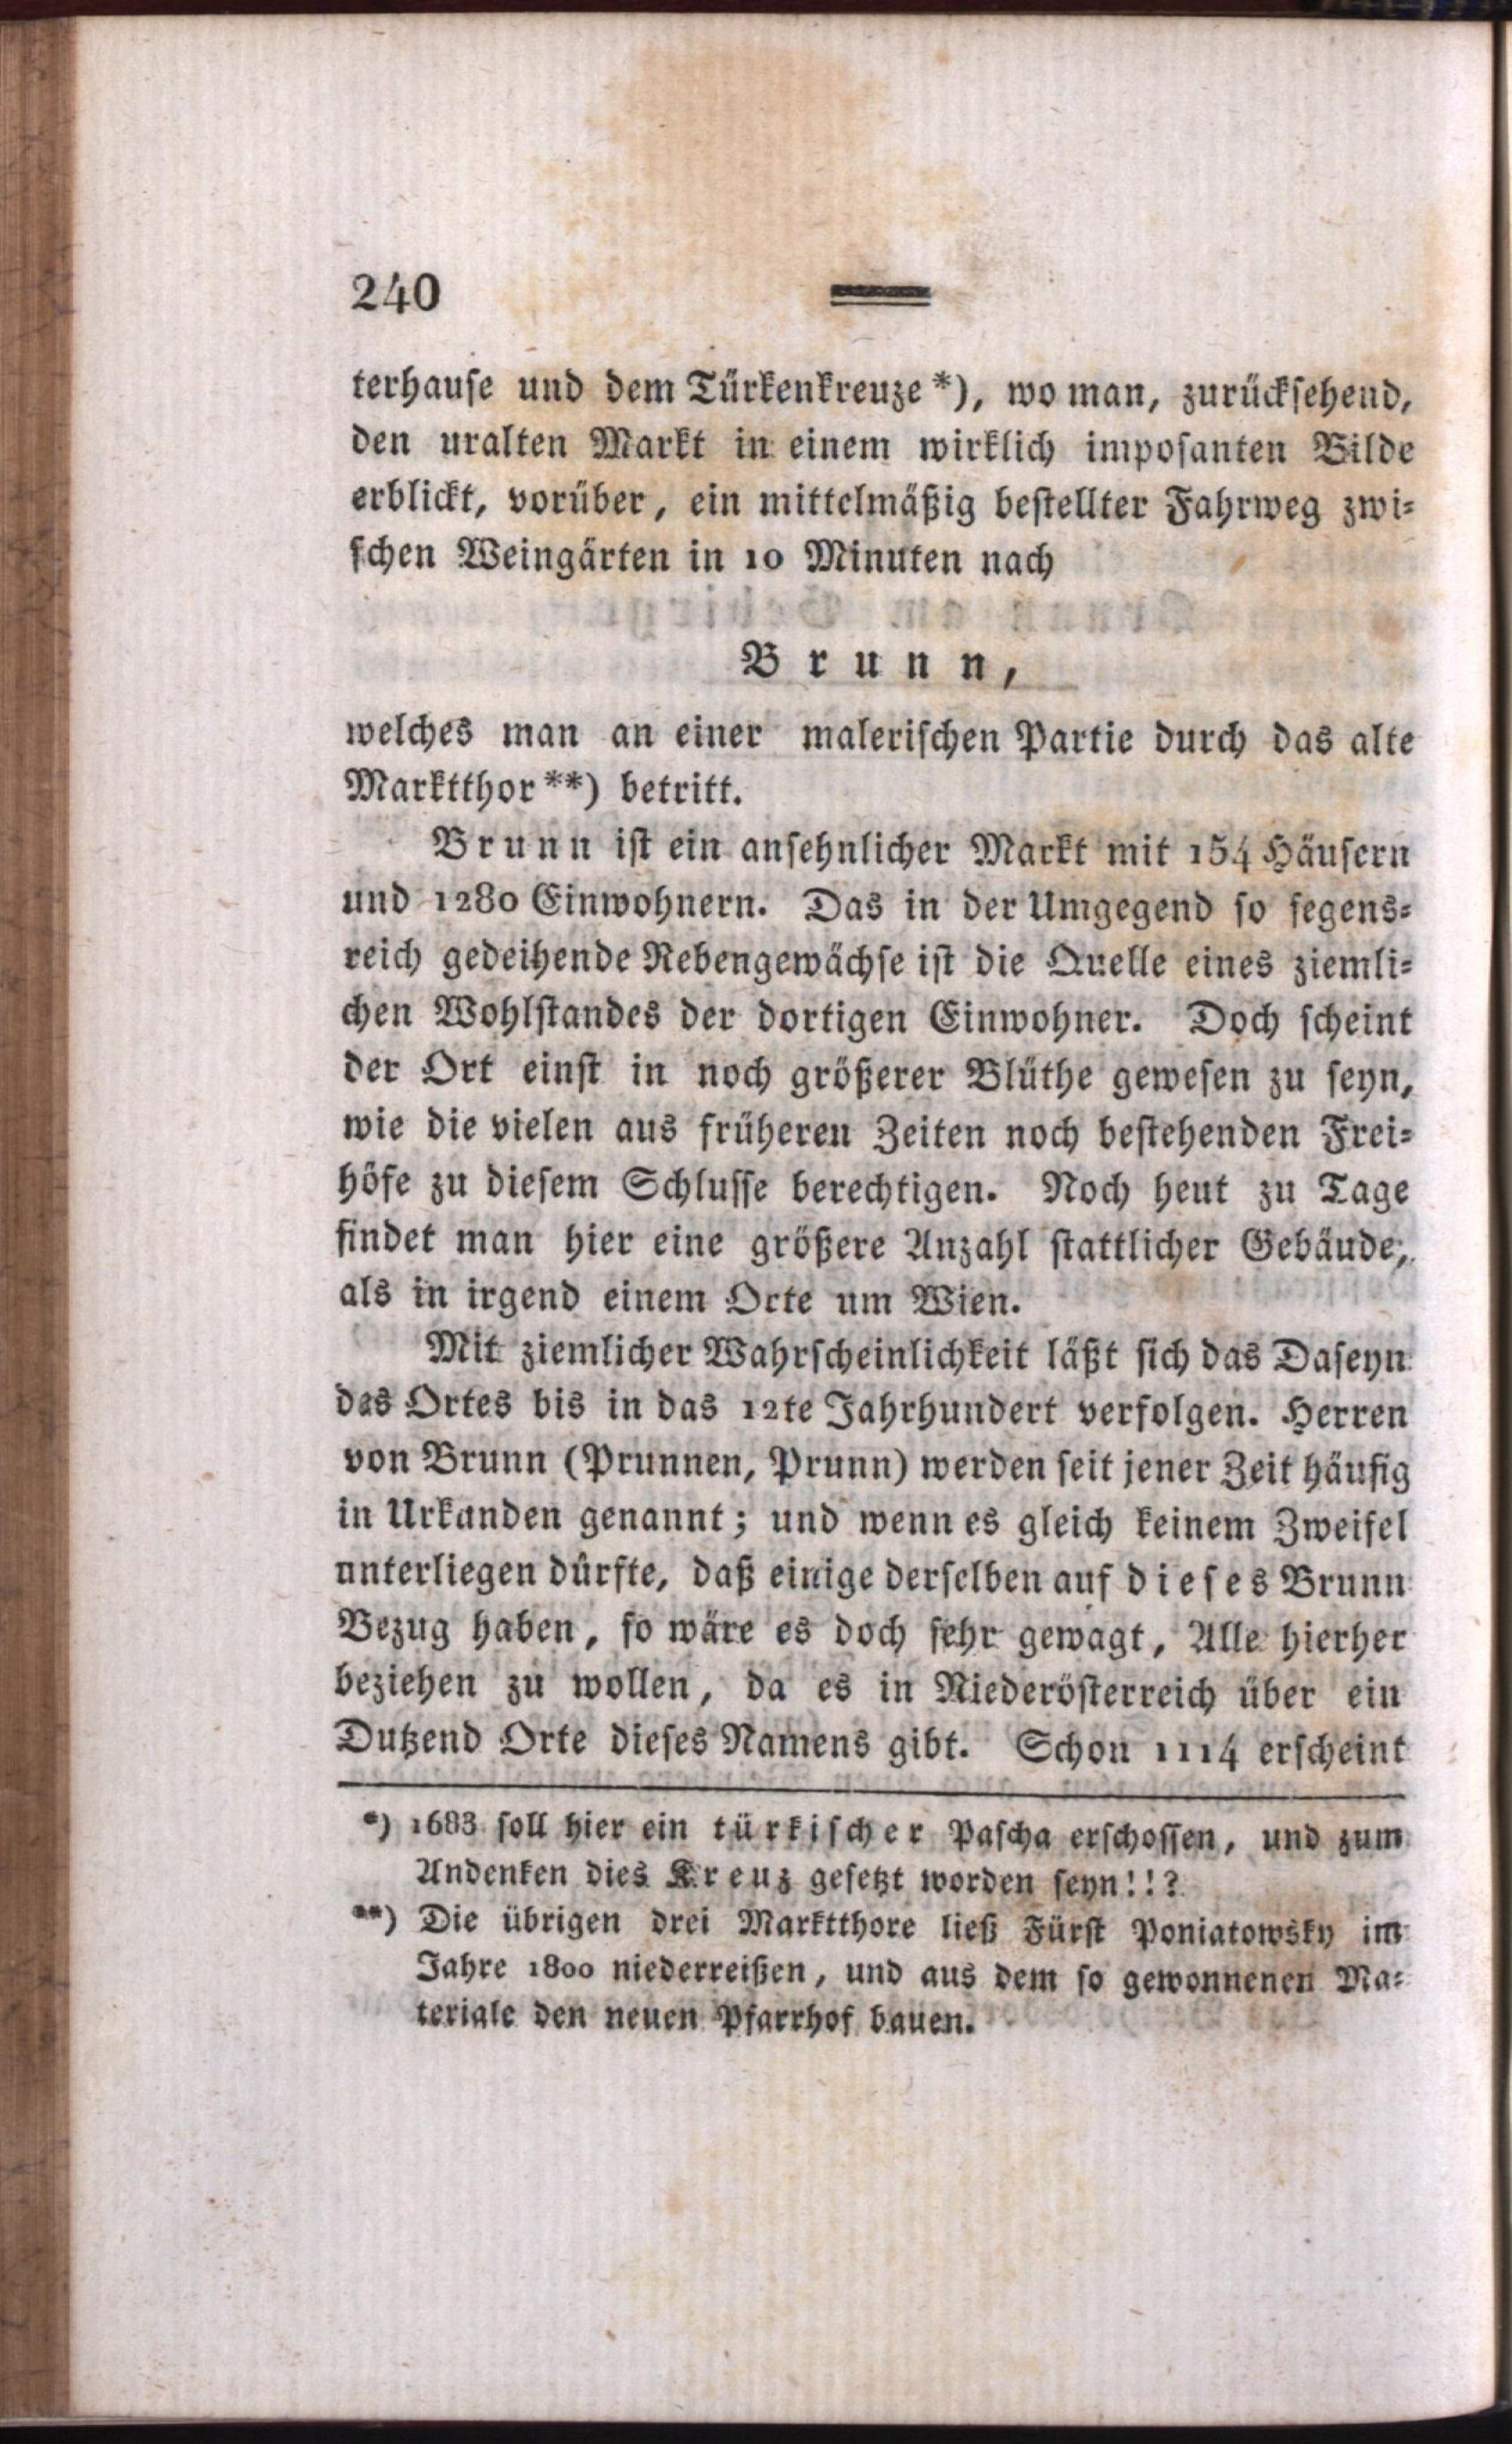 240
terhause und dem Türkenkreuze *), wo man, zurücksehend,
den uralten Markt in einem wirklich imposanten Bilde
erblickt, vorüber, ein mittelmäßig bestellter Fahrweg zwi=
schen Weingärten in 10 Minuten nach
Brunn,
welches man an einer malerischen Partie durch das alte
Marktthor **) betritt.
Brunn ist ein ansehnlicher Markt mit 154 Häusern
und 1280 Einwohnern. Das in der Umgegend so segens=
reich gedeihende Rebengewächse ist die Quelle eines ziemli=
chen Wohlstandes der dortigen Einwohner. Doch scheint
der Ort einst in noch größerer Blüthe gewesen zu seyn,
wie die vielen aus früheren Zeiten noch bestehenden Frei=
höfe zu diesem Schlusse berechtigen. Noch heut zu Tage
findet man hier eine größere Anzahl stattlicher Gebäude,
als in irgend einem Orte um Wien.
Mit ziemlicher Wahrscheinlichkeit läßt sich das Daseyn
des Ortes bis in das 12te Jahrhundert verfolgen. Herren
von Brunn (Prunnen, Prunn) werden seit jener Zeit häufig
in Urkunden genannt; und wenn es gleich keinem Zweifel
unterliegen dürfte, daß einige derselben auf dieses Brunn
Bezug haben, so wäre es doch sehr gewagt, Alle hierher
beziehen zu wollen, da es in Niederösterreich über ein
Dutzend Orte dieses Namens gibt. Schon 1114 erscheint
*) 1683 soll hier ein türkischer Pascha erschossen, und zum
Andenken dies Kreuz gesetzt worden seyn!!?
**) Die übrigen drei Marktthore ließ Fürst Poniatowsky im
Jahre 1800 niederreißen, und aus dem so gewonnenen Ma=
teriale den neuen Pfarrhof bauen.